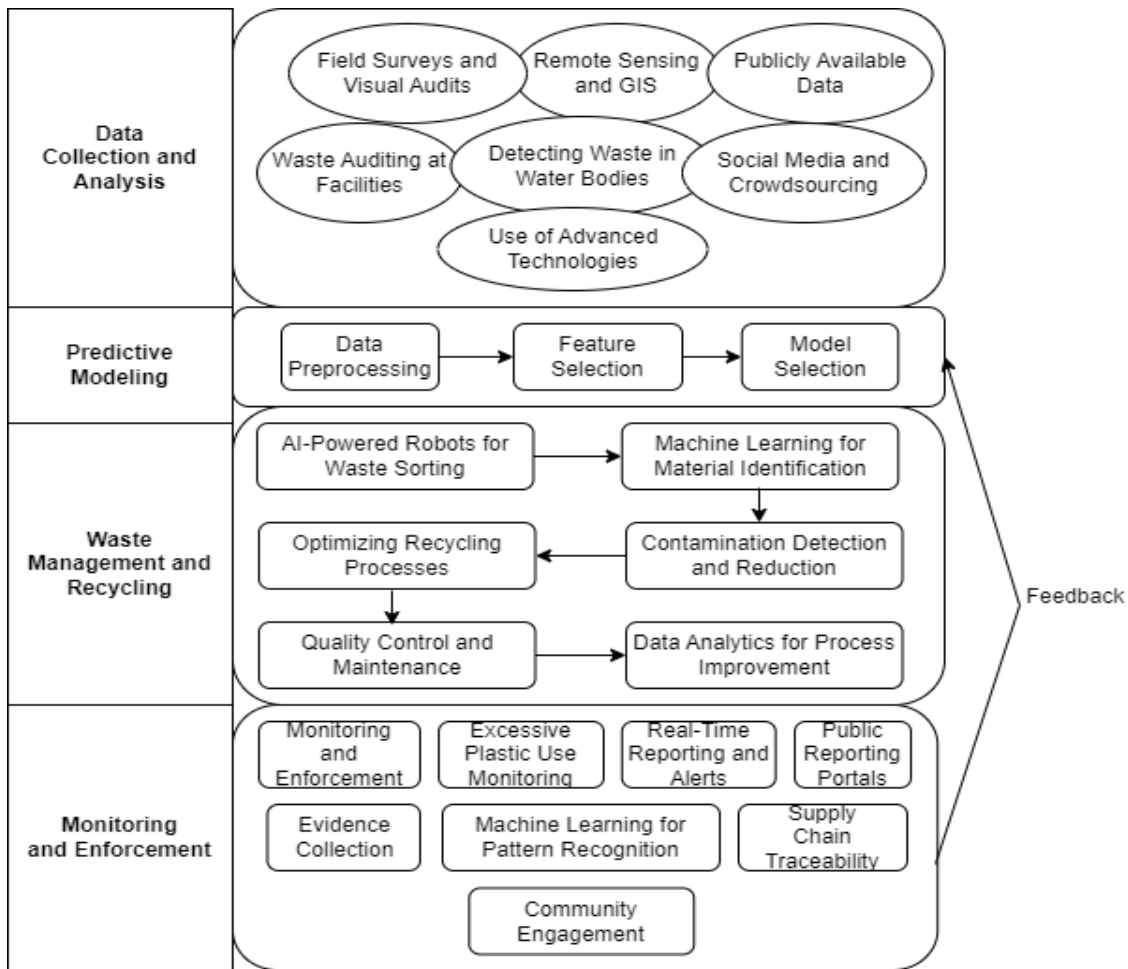 Data
Collection and
Analysis
Field Surveys and
Visual Audits
Remote Sensing
and GIS
Publicly Available
Data
Waste Auditing at
Facilities
Detecting Waste in
Water Bodies
Social Media and
Crowdsourcing
Use of Advanced
Technologies
Predictive
Modeling
Data
Preprocessing
Feature
Selection
Model
Selection
Waste
Management and
Recycling
AI-Powered Robots for
Waste Sorting
Machine Learning for
Material Identification
Optimizing Recycling
Processes
Contamination Detection
and Reduction
Quality Control and
Maintenance
Data Analytics for Process
Improvement
Feedback
Monitoring
and Enforcement
Monitoring
and
Enforcement
Excessive
Plastic Use
Monitoring
Real-Time
Reporting and
Alerts
Public
Reporting
Portals
Evidence
Collection
Machine Learning for
Pattern Recognition
Supply
Chain
Traceability
Community
Engagement